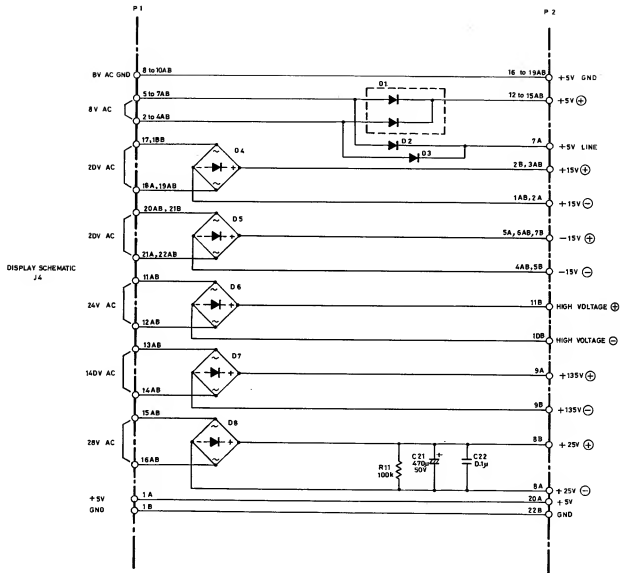 P 1
P 2
8V AC GND 8 to 10AB 16 to 19AB +5V GND
D1
5 to 7AB 12 to 15AB +5V ⊕
8V AC
2 to 4AB
D2 7A +5V LINE
17, 18B
D4 D3
2B, 3AB +15V ⊕
20V AC
18A, 19AB
1AB, 2A +15V ⊖
20AB, 21B
D5
5A, 6AB, 7B -15V ⊕
20V AC
21A, 22AB
4AB, 5B -15V ⊖
DISPLAY SCHEMATIC
J4
11AB
D6
11B HIGH VOLTAGE ⊕
24V AC
12AB
10B HIGH VOLTAGE ⊖
13AB
D7
9A +135V ⊕
140V AC
14AB
9B +135V ⊖
15AB
D8
8B +25V ⊕
28V AC
R11
100k
C21
470µ
50V
C22
0.1µ
16AB
8A +25V ⊖
+5V 1A 20A +5V
GND 1B 22B GND